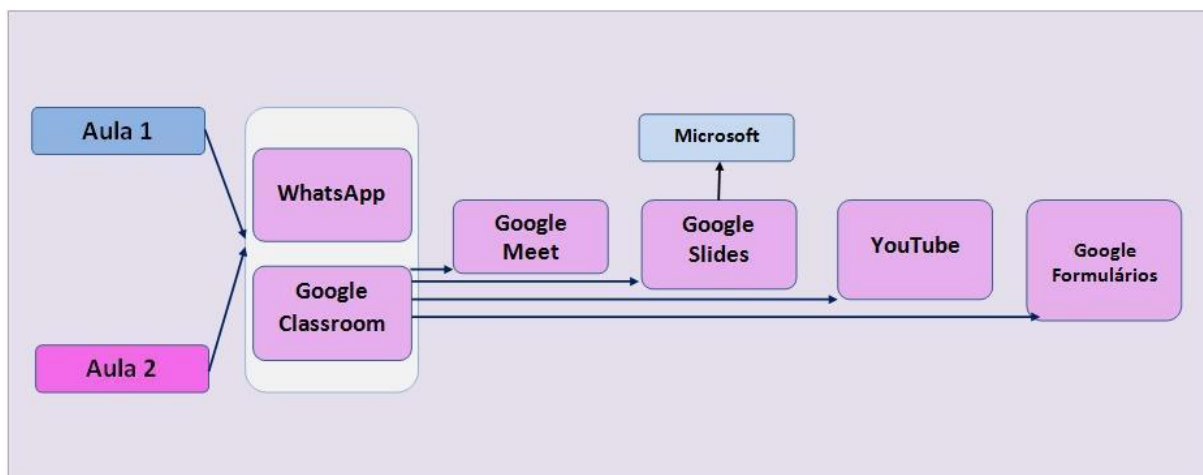 Aula 1
Aula 2
WhatsApp
Google
Classroom
Google
Meet
Microsoft
Google
Slides
YouTube
Google
Formulários